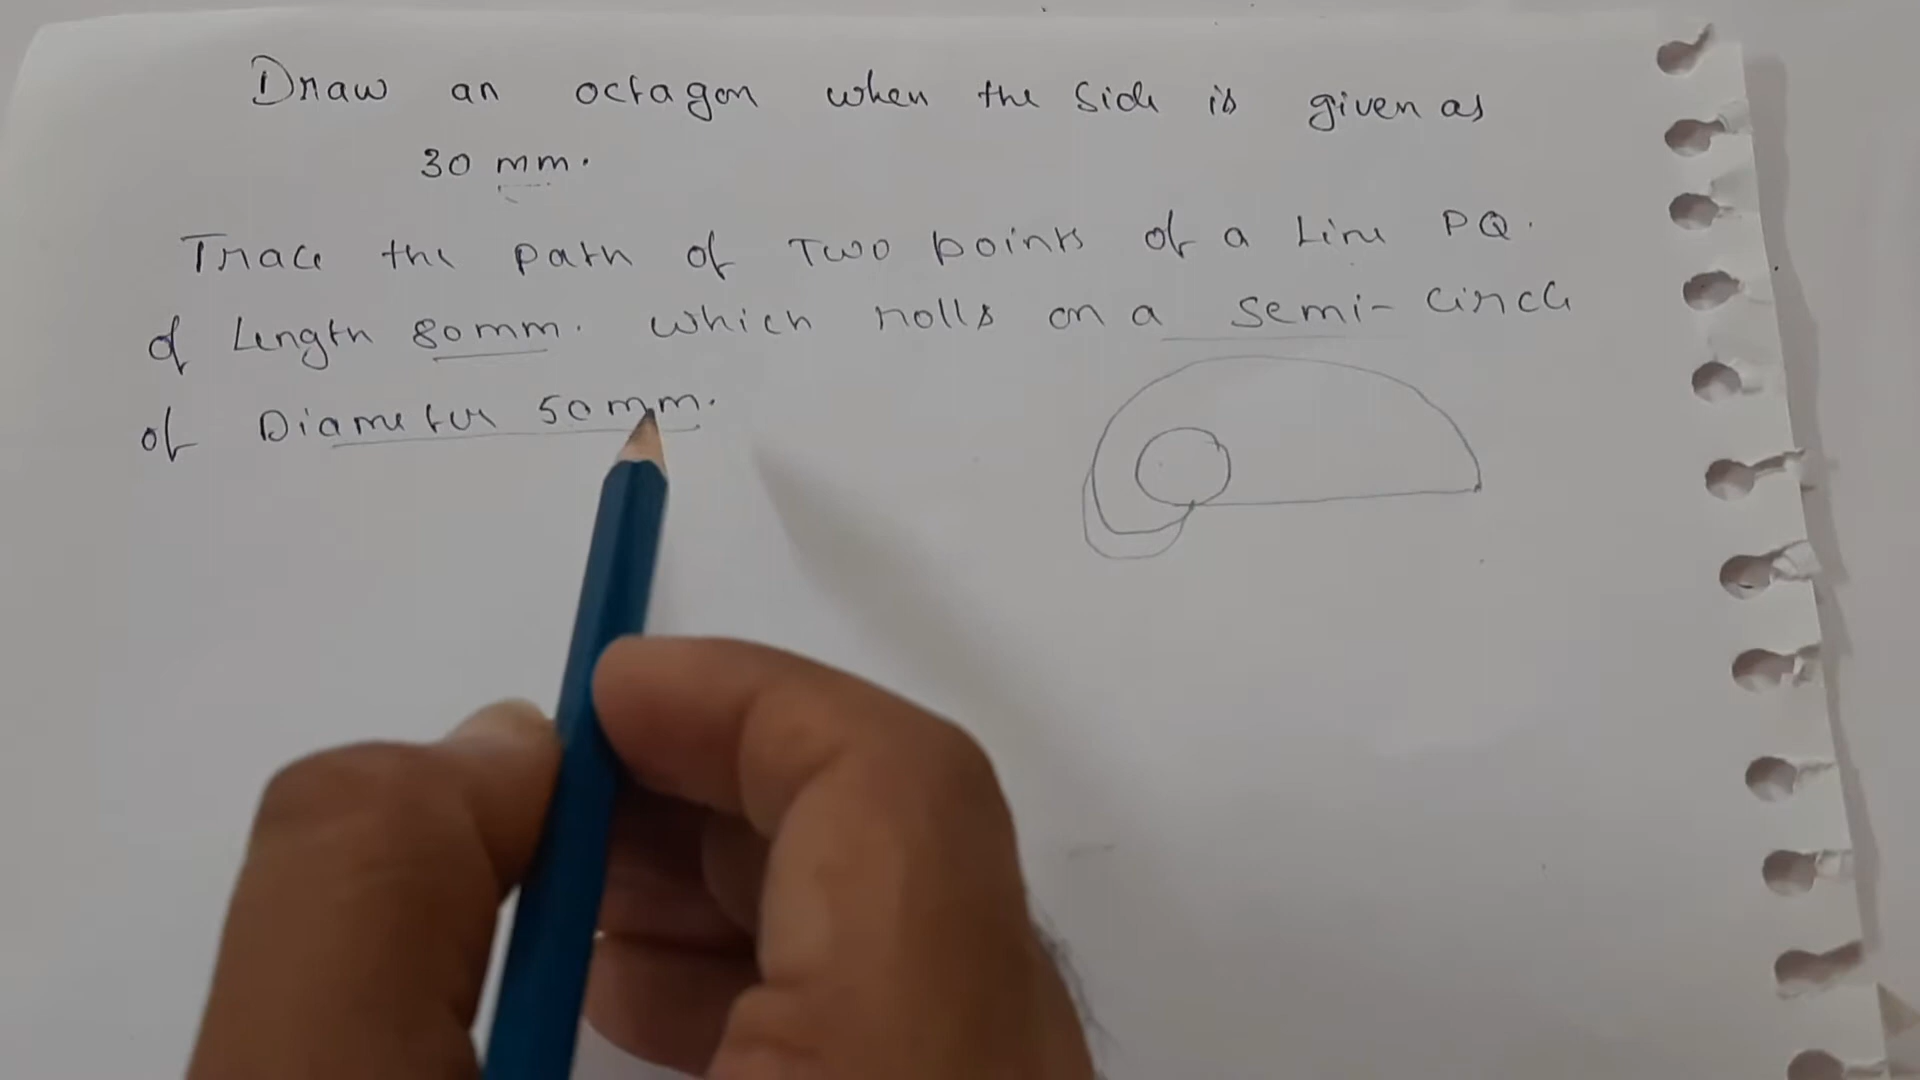 Draw an octagon when the side is given as
30 mm.
Trace the path of Two points of a Line PQ.
of Length 80mm. which rolls on a semi-circle
of Diameter 50mm.